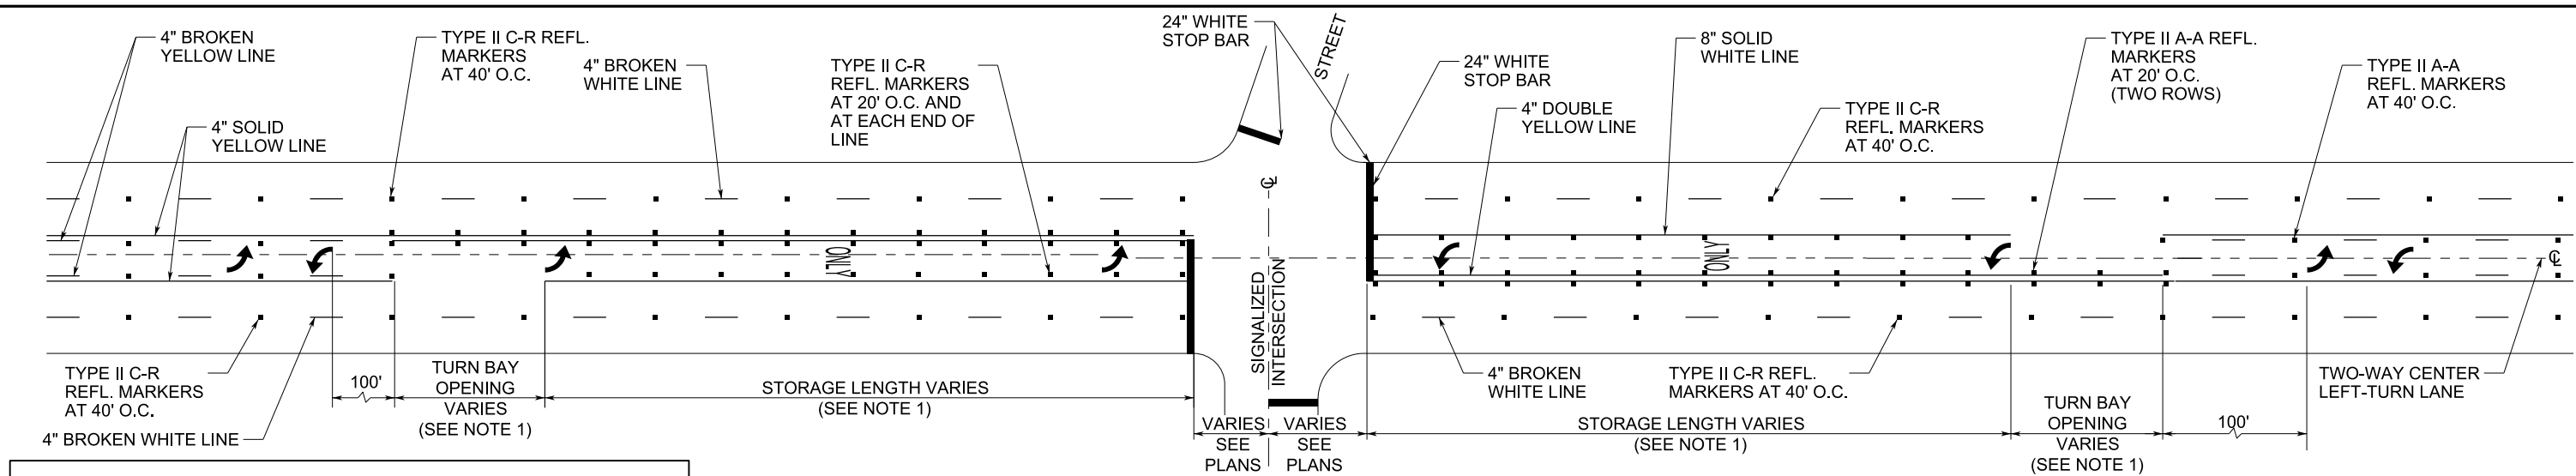 4" BROKEN
YELLOW LINE
4" SOLID
YELLOW LINE
TYPE II C-R REFL.
MARKERS
AT 40' O.C.
4" BROKEN
WHITE LINE
TYPE II C-R
REFL. MARKERS
AT 20' O.C. AND
AT EACH END OF
LINE
24" WHITE
STOP BAR
STREET
24" WHITE
STOP BAR
4" DOUBLE
YELLOW LINE
8" SOLID
WHITE LINE
TYPE II C-R
REFL. MARKERS
AT 40' O.C.
TYPE II A-A REFL.
MARKERS
AT 20' O.C.
(TWO ROWS)
TYPE II A-A
REFL. MARKERS
AT 40' O.C.
ONLY
℄
ONLY
℄
SIGNALIZED
INTERSECTION
TYPE II C-R
REFL. MARKERS
AT 40' O.C.
4" BROKEN WHITE LINE
100'
TURN BAY
OPENING
VARIES
(SEE NOTE 1)
STORAGE LENGTH VARIES
(SEE NOTE 1)
VARIES
SEE
PLANS
VARIES
SEE
PLANS
4" BROKEN
WHITE LINE
TYPE II C-R REFL.
MARKERS AT 40' O.C.
STORAGE LENGTH VARIES
(SEE NOTE 1)
TURN BAY
OPENING
VARIES
(SEE NOTE 1)
100'
TWO-WAY CENTER
LEFT-TURN LANE